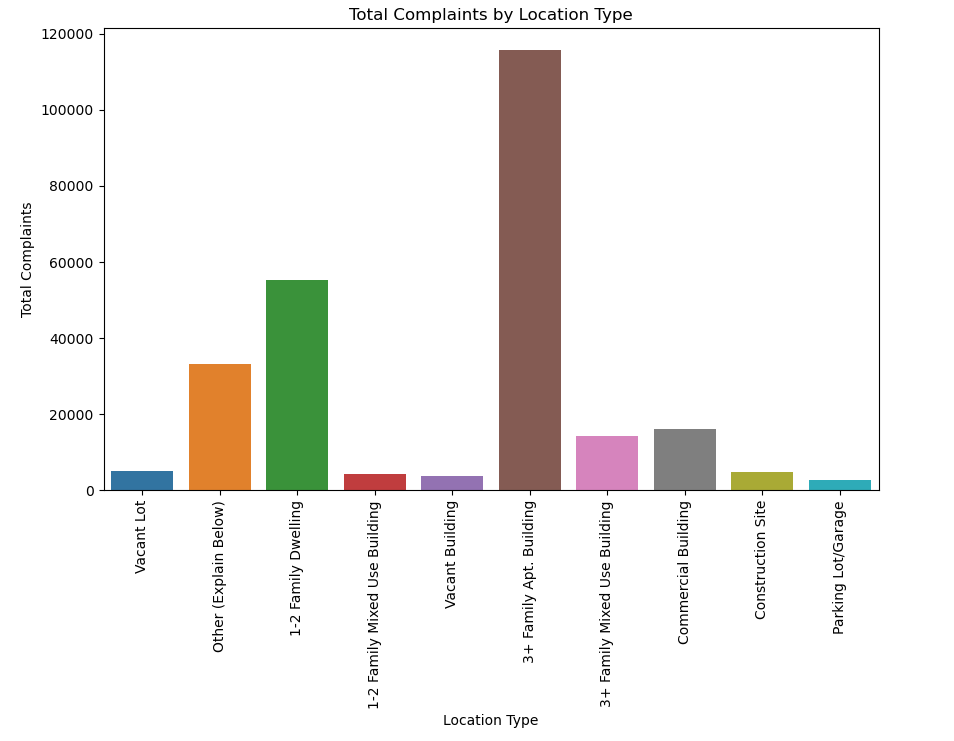 Total Complaints by Location Type
Total Complaints
120000
100000
80000
60000
40000
20000
0
Vacant Lot
Other (Explain Below)
1-2 Family Dwelling
1-2 Family Mixed Use Building
Vacant Building
3+ Family Apt. Building
3+ Family Mixed Use Building
Commercial Building
Construction Site
Parking Lot/Garage
Location Type